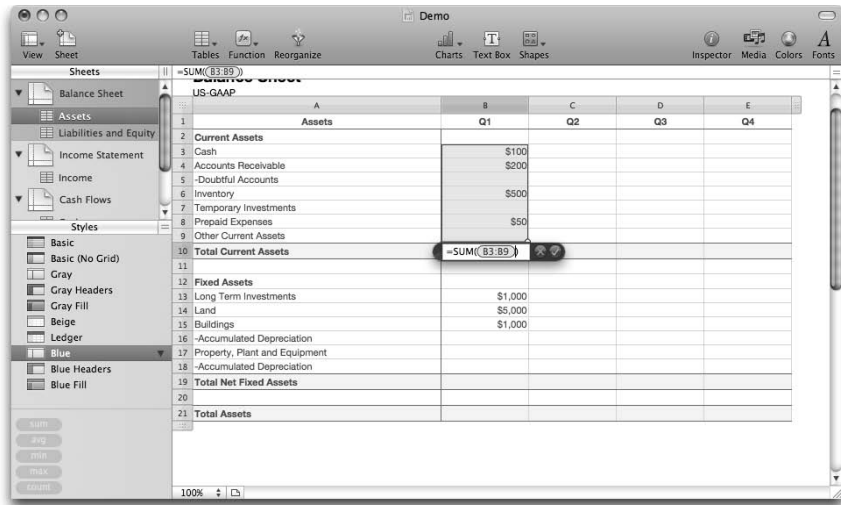 Demo
View Sheet Tables Function Reorganize Charts Text Box Shapes Inspector Media Colors Fonts
Sheets
=SUM(B3:B9)
Balance Sheet
US-GAAP
Balance Sheet
Assets
Liabilities and Equity
Income Statement
Income
Cash Flows
Styles
Basic
Basic (No Grid)
Gray
Gray Headers
Gray Fill
Beige
Ledger
Blue
Blue Headers
Blue Fill
sum
avg
min
max
count
A B C D E
1 Assets Q1 Q2 Q3 Q4
2 Current Assets
3 Cash $100
4 Accounts Receivable $200
5 -Doubtful Accounts
6 Inventory $500
7 Temporary Investments
8 Prepaid Expenses $50
9 Other Current Assets
10 Total Current Assets =SUM(B3:B9)
11
12 Fixed Assets
13 Long Term Investments $1,000
14 Land $5,000
15 Buildings $1,000
16 -Accumulated Depreciation
17 Property, Plant and Equipment
18 -Accumulated Depreciation
19 Total Net Fixed Assets
20
21 Total Assets
100%